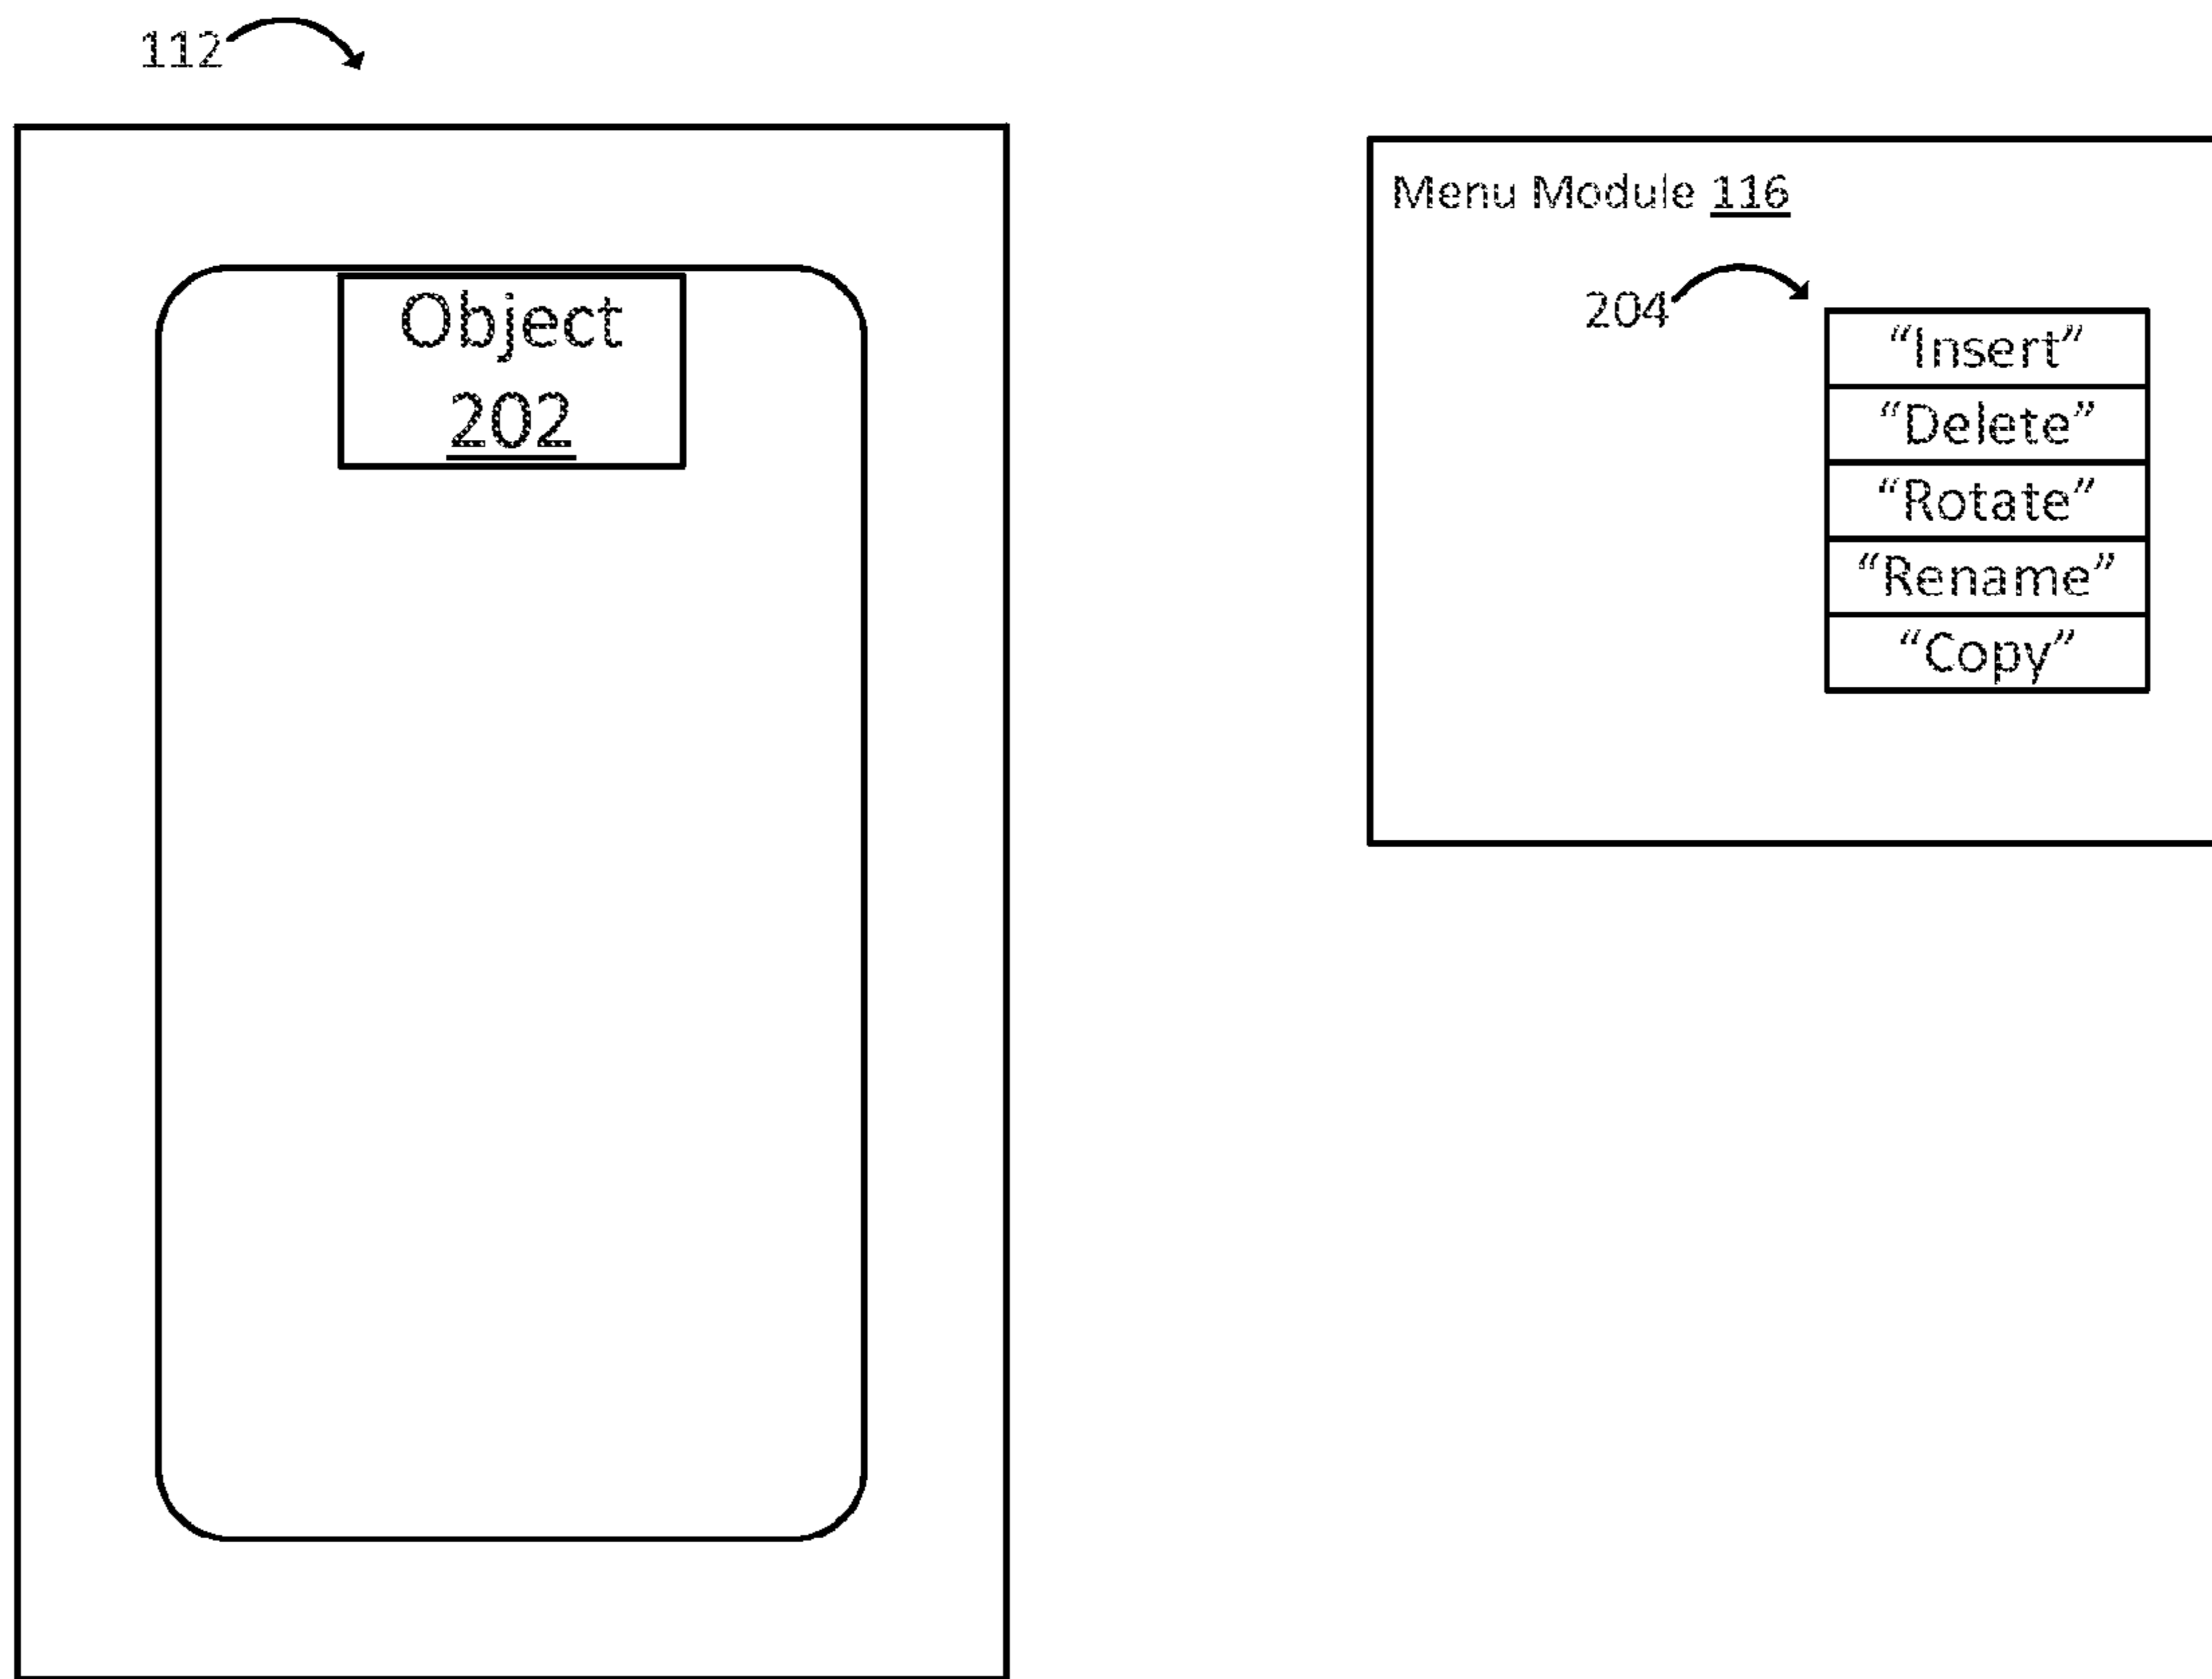 112
Object
202
Menu Module 116
204
“Insert”
“Delete”
“Rotate”
“Rename”
“Copy”